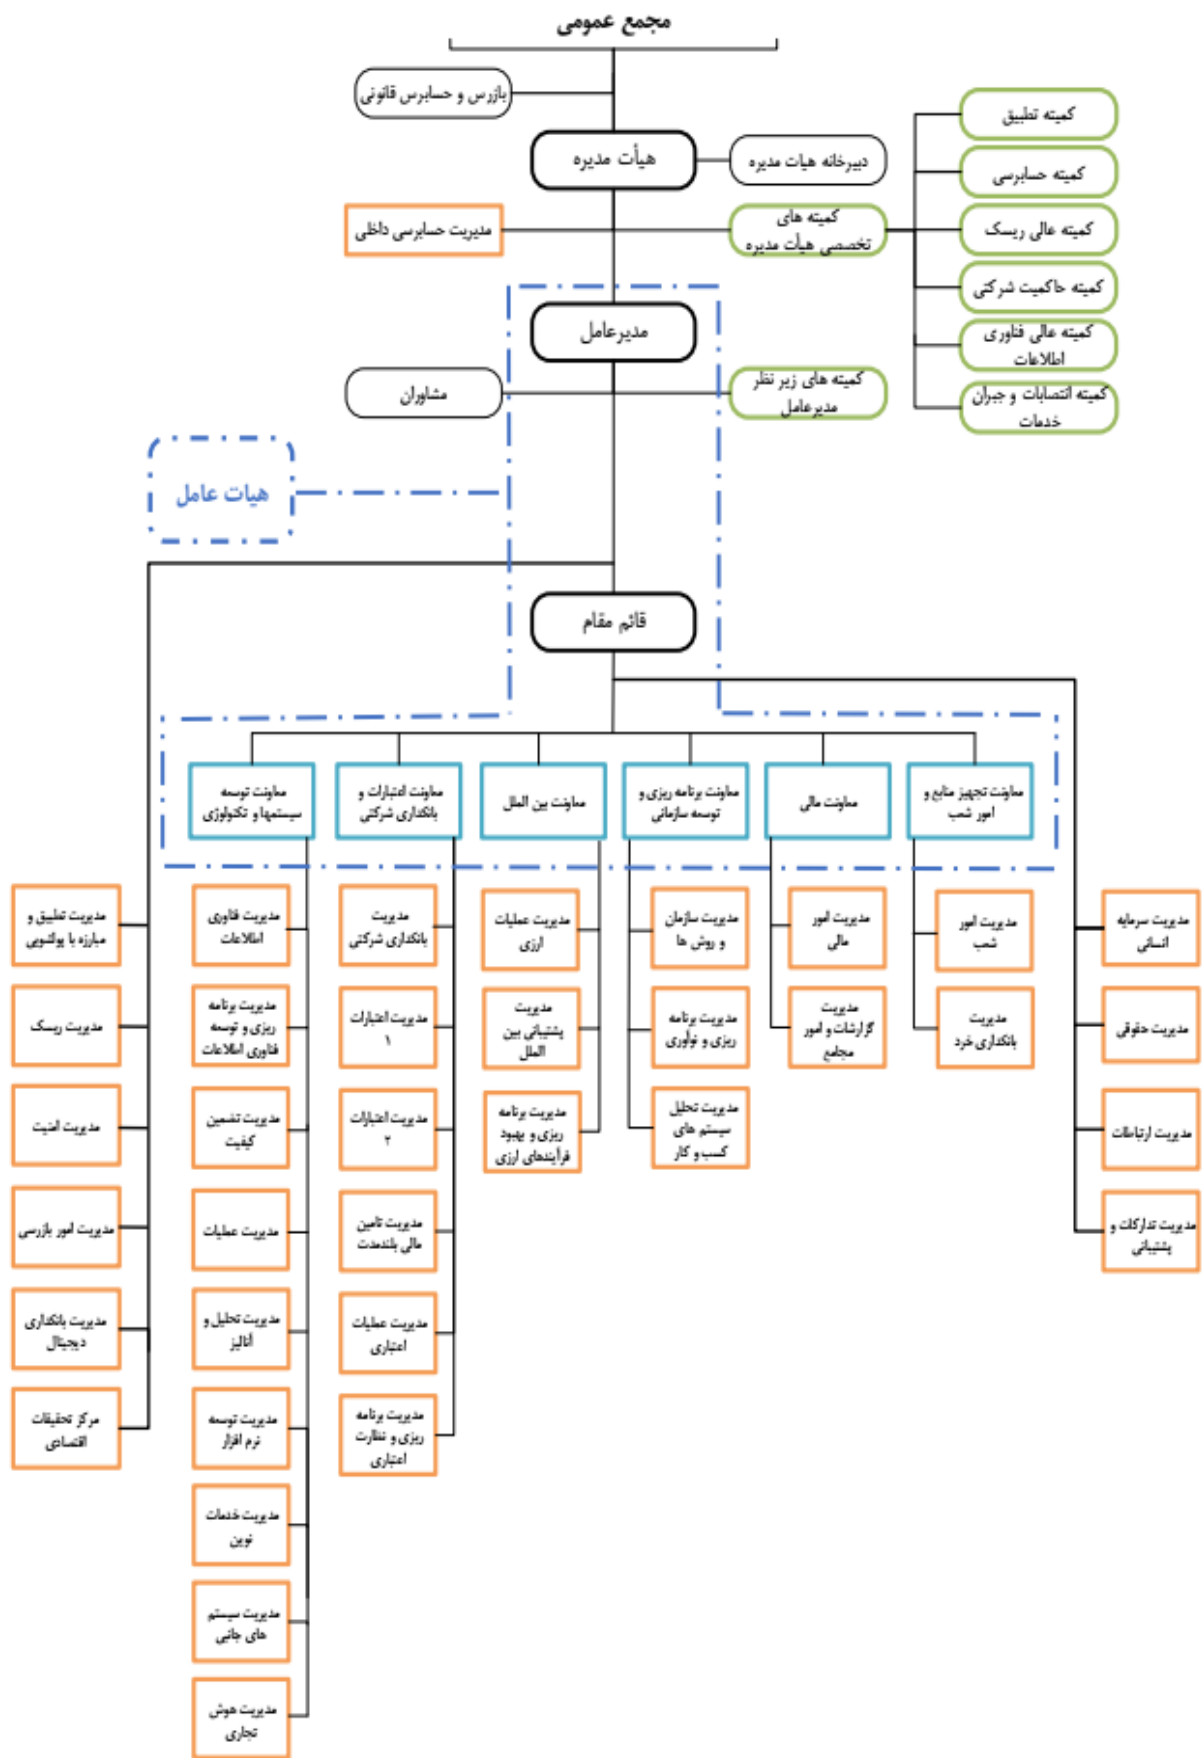 مجمع عمومی
بازرس و حسابرس قانونی
هیأت مدیره
دبیرخانه هیات مدیره
مدیریت حسابرسی داخلی
کمیته های
تخصصی هیأت مدیره
کمیته تطبیق
کمیته حسابرسی
کمیته عالی ریسک
کمیته حاکمیت شرکتی
کمیته عالی فناوری
اطلاعات
کمیته انتصابات و جبران
خدمات
مدیرعامل
مشاوران
کمیته های زیر نظر
مدیرعامل
هیات عامل
قائم مقام
معاونت تجهیز منابع و
امور شعب
معاونت مالی
معاونت برنامه ریزی و
توسعه سازمانی
معاونت بین الملل
معاونت اعتبارات و
بانکداری شرکتی
معاونت توسعه
سیستمها و تکنولوژی
مدیریت سرمایه
انسانی
مدیریت حقوقی
مدیریت ارتباطات
مدیریت تدارکات و
پشتیبانی
مدیریت امور
شعب
مدیریت
بانکداری خرد
مدیریت امور
مالی
مدیریت
گزارشات و امور
مجامع
مدیریت سازمان
و روش ها
مدیریت برنامه
ریزی و نوآوری
مدیریت تحلیل
سیستم های
کسب و کار
مدیریت عملیات
ارزی
مدیریت
پشتیبانی بین
الملل
مدیریت برنامه
ریزی و بهبود
فرآیندهای ارزی
مدیریت
بانکداری شرکتی
مدیریت اعتبارات
۱
مدیریت اعتبارات
۲
مدیریت تامین
مالی بلندمدت
مدیریت عملیات
اعتباری
مدیریت برنامه
ریزی و نظارت
اعتباری
مدیریت فناوری
اطلاعات
مدیریت برنامه
ریزی و توسعه
فناوری اطلاعات
مدیریت تضمین
کیفیت
مدیریت عملیات
مدیریت تحلیل و
آنالیز
مدیریت توسعه
نرم افزار
مدیریت خدمات
نوین
مدیریت سیستم
های جانبی
مدیریت هوش
تجاری
مدیریت تطبیق و
مبارزه با پولشویی
مدیریت ریسک
مدیریت امنیت
مدیریت امور بازرسی
مدیریت بانکداری
دیجیتال
مرکز تحقیقات
اقتصادی